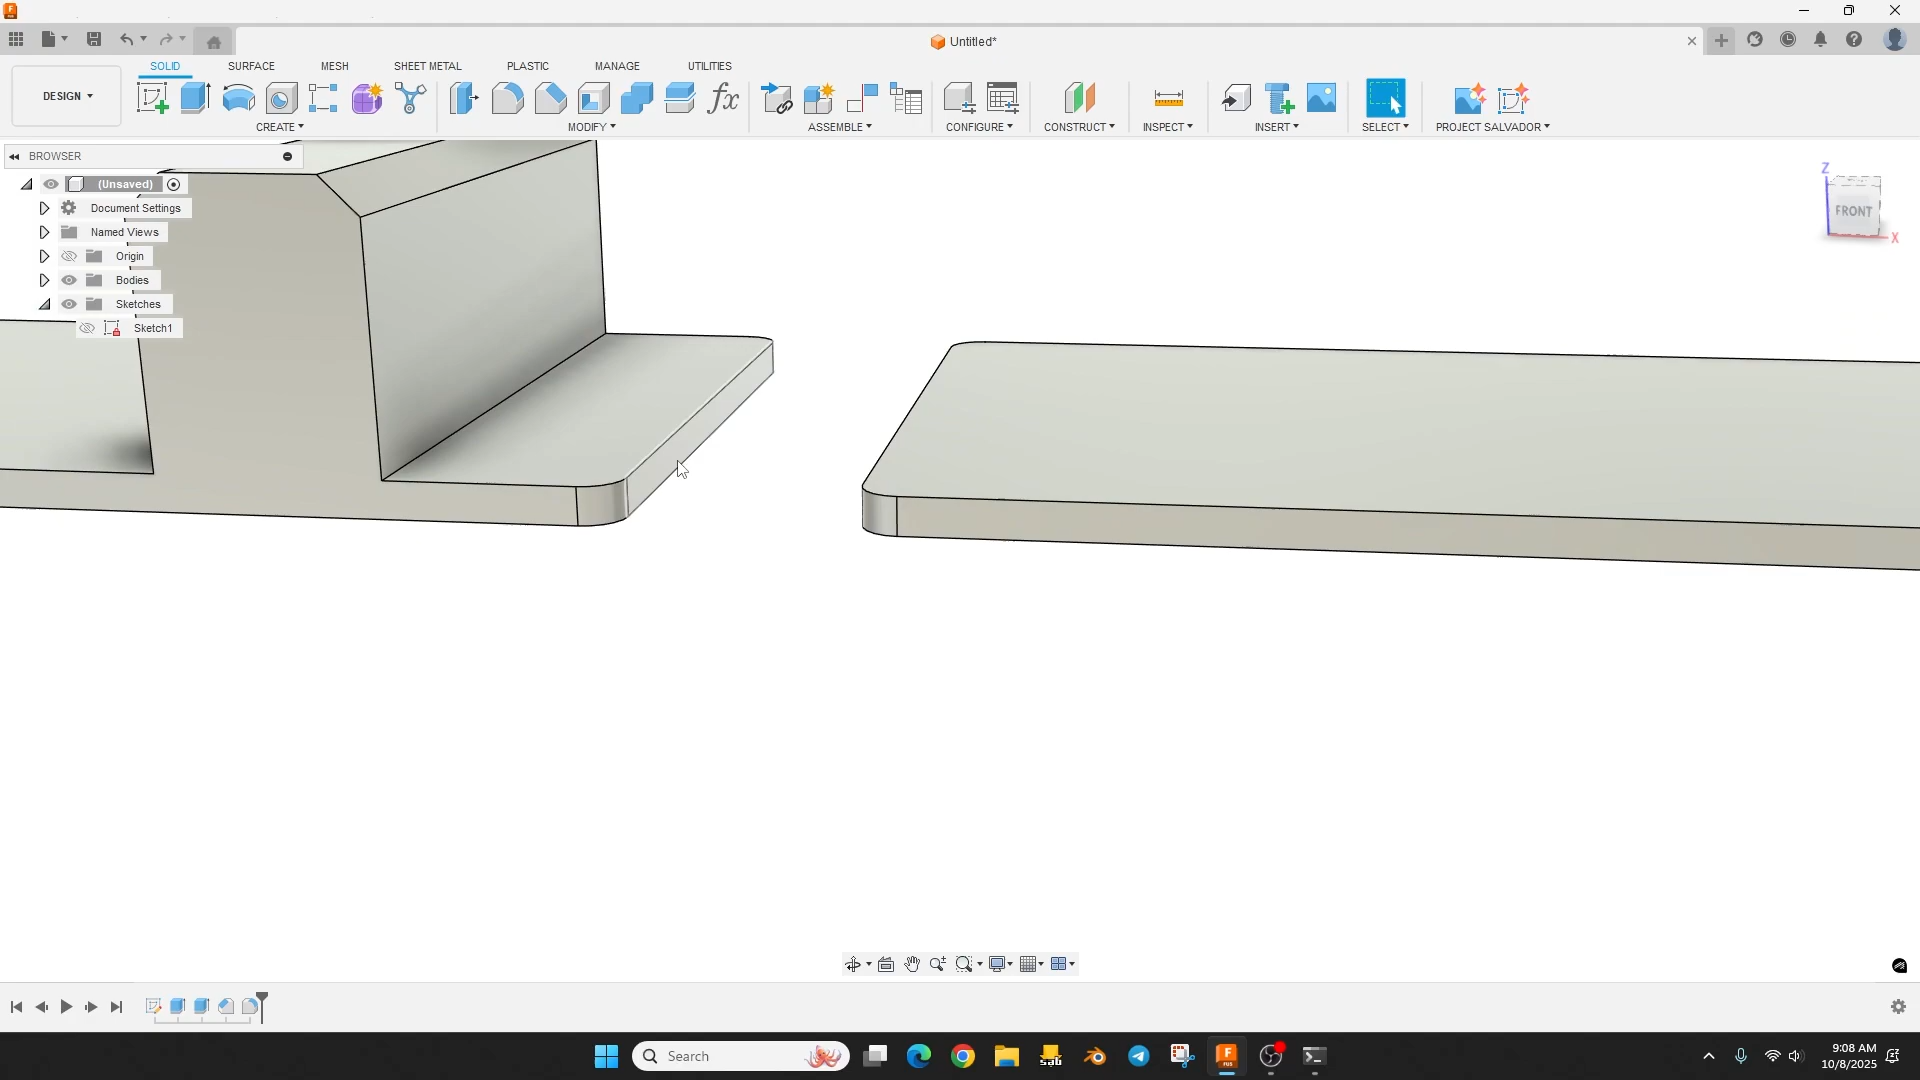 Untitled*
DESIGN
SOLID
SURFACE
MESH
SHEET METAL
PLASTIC
MANAGE
UTILITIES
CREATE
MODIFY
fx
ASSEMBLE
CONFIGURE
CONSTRUCT
INSPECT
INSERT
SELECT
PROJECT SALVADOR
BROWSER
(Unsaved)
Document Settings
Named Views
Origin
Bodies
Sketches
Sketch1
Z
FRONT
X
Search
9:08 AM
10/8/2025